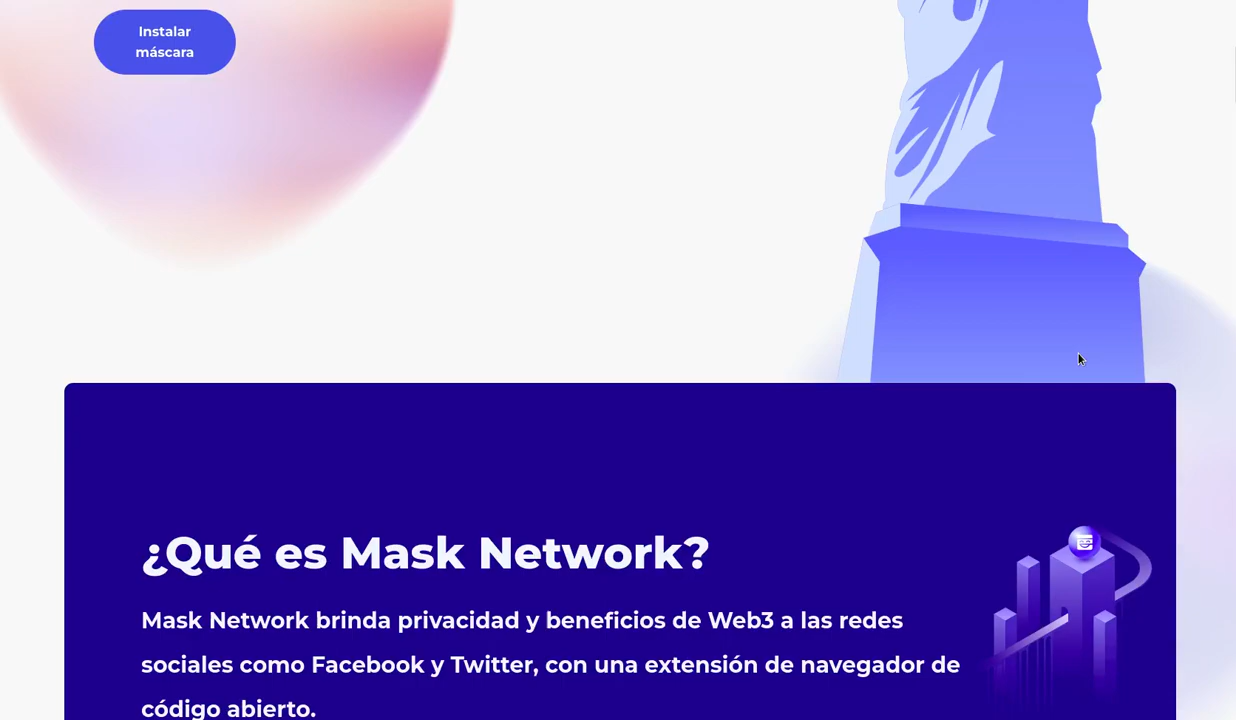 Instalar
máscara
¿Qué es Mask Network?
Mask Network brinda privacidad y beneficios de Web3 a las redes
sociales como Facebook y Twitter, con una extensión de navegador de
código abierto.